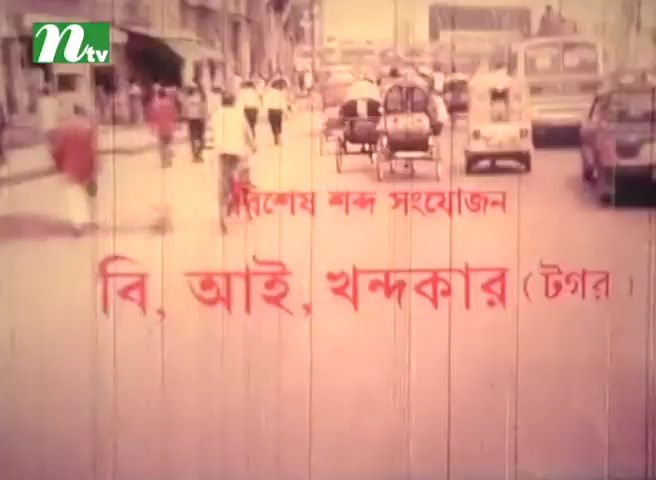 ntv
বিশেষ শব্দ সংযোজন
বি, আই, খন্দকার (টগর)